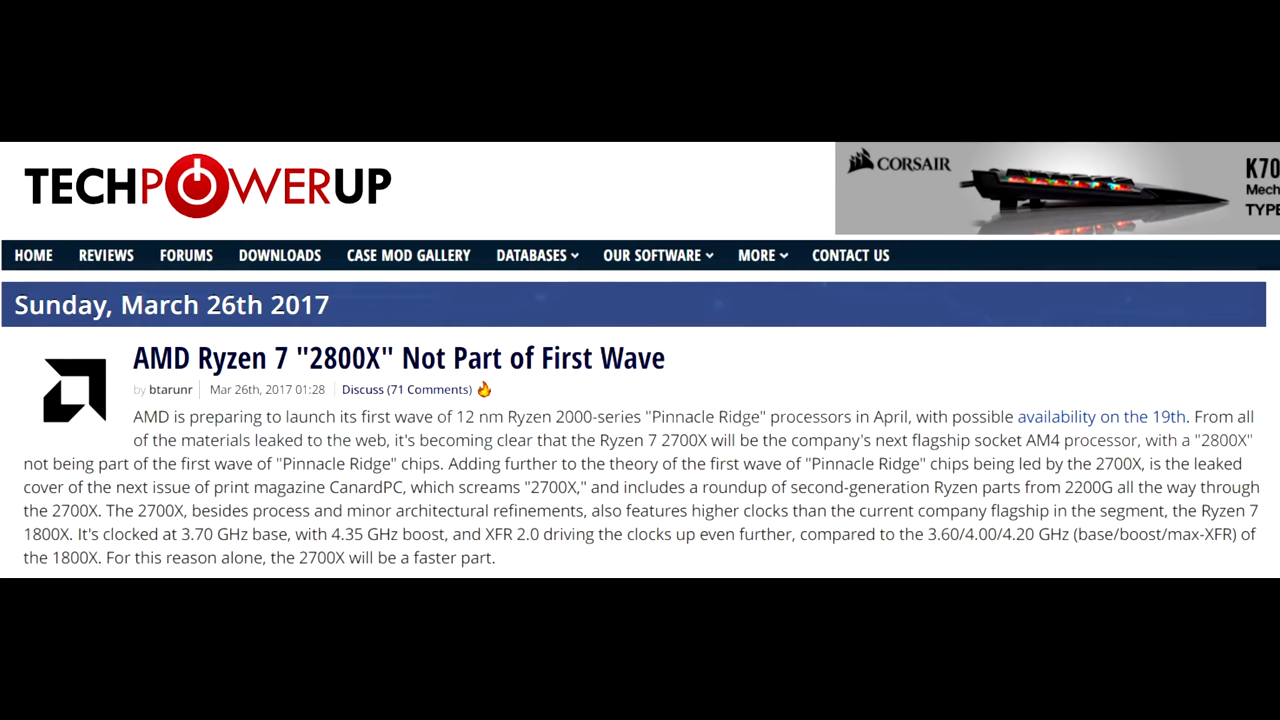 TECHPOWERUP
CORSAIR
K70
Mech
TYPE
HOME REVIEWS FORUMS DOWNLOADS CASE MOD GALLERY DATABASES OUR SOFTWARE MORE CONTACT US
Sunday, March 26th 2017
AMD Ryzen 7 "2800X" Not Part of First Wave
by btarunr Mar 26th, 2017 01:28 Discuss (71 Comments)
AMD is preparing to launch its first wave of 12 nm Ryzen 2000-series "Pinnacle Ridge" processors in April, with possible availability on the 19th. From all
of the materials leaked to the web, it's becoming clear that the Ryzen 7 2700X will be the company's next flagship socket AM4 processor, with a "2800X"
not being part of the first wave of "Pinnacle Ridge" chips. Adding further to the theory of the first wave of "Pinnacle Ridge" chips being led by the 2700X, is the leaked
cover of the next issue of print magazine CanardPC, which screams "2700X," and includes a roundup of second-generation Ryzen parts from 2200G all the way through
the 2700X. The 2700X, besides process and minor architectural refinements, also features higher clocks than the current company flagship in the segment, the Ryzen 7
1800X. It's clocked at 3.70 GHz base, with 4.35 GHz boost, and XFR 2.0 driving the clocks up even further, compared to the 3.60/4.00/4.20 GHz (base/boost/max-XFR) of
the 1800X. For this reason alone, the 2700X will be a faster part.